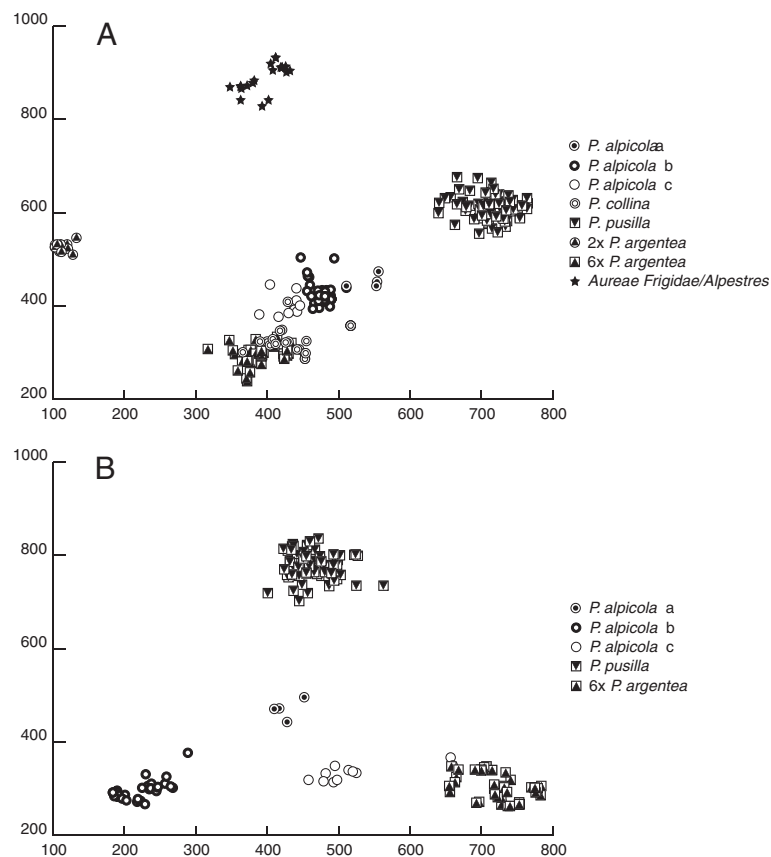 A
1000
800
600
400
200
100 200 300 400 500 600 700 800
P. alpicolaa
P. alpicola b
P. alpicola c
P. collina
P. pusilla
2x P. argentea
6x P. argentea
Aureae Frigidae/Alpestres
B
1000
800
600
400
200
100 200 300 400 500 600 700 800
P. alpicola a
P. alpicola b
P. alpicola c
P. pusilla
6x P. argentea